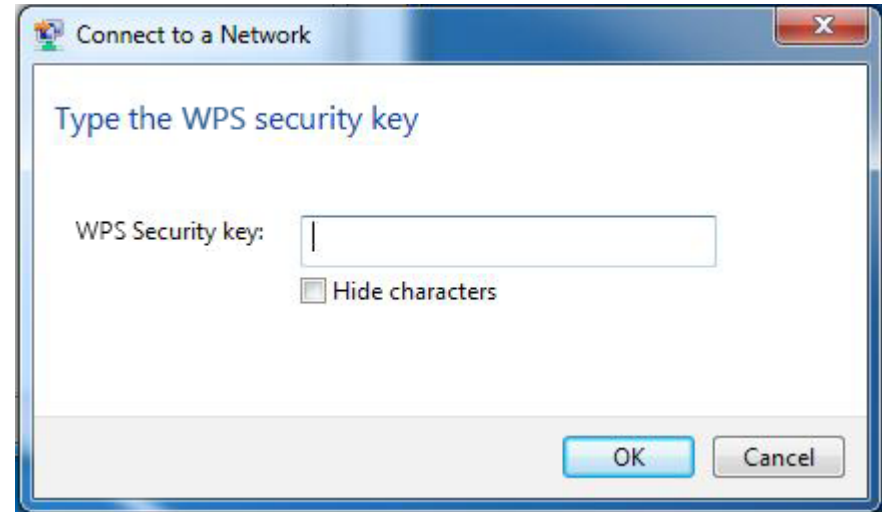 Connect to a Network
Type the WPS security key
WPS Security key:
Hide characters
OK Cancel